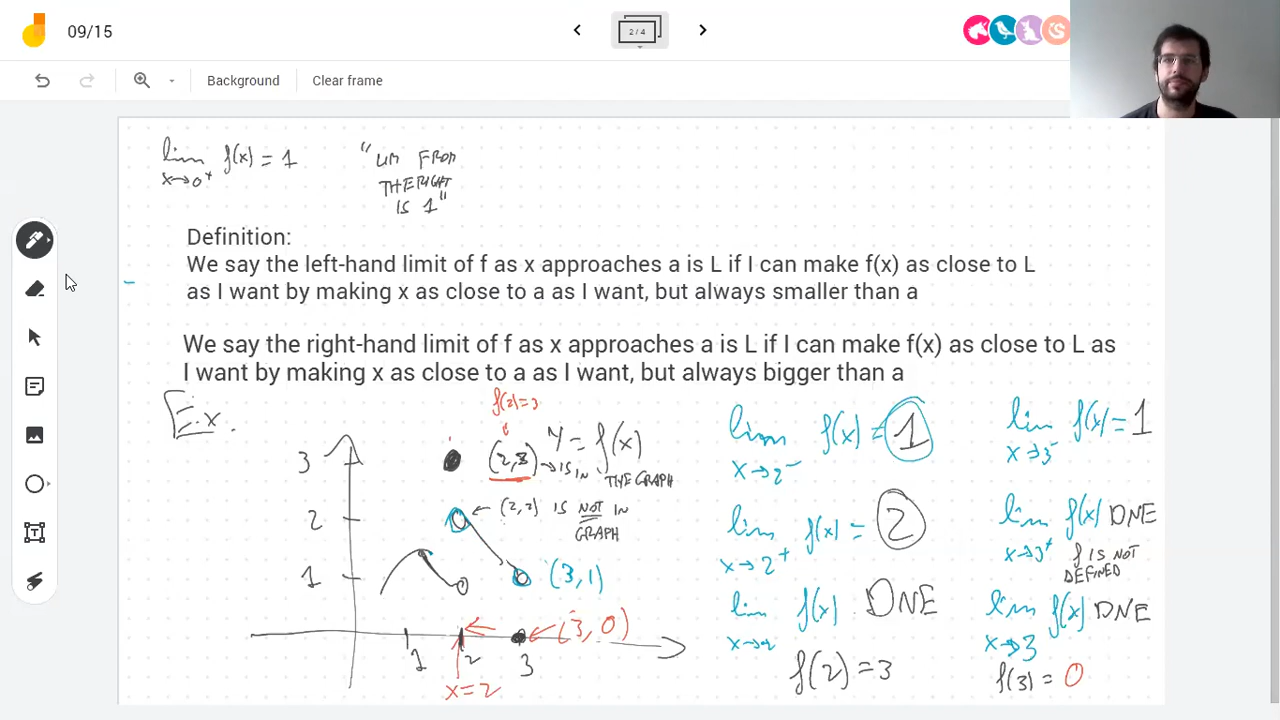 09/15
2 / 4
Background
Clear frame
lim f(x) = 1
x→0⁺
"LIM FROM
THE RIGHT
IS 1"
Definition:
We say the left-hand limit of f as x approaches a is L if I can make f(x) as close to L
as I want by making x as close to a as I want, but always smaller than a
We say the right-hand limit of f as x approaches a is L if I can make f(x) as close to L as
I want by making x as close to a as I want, but always bigger than a
Ex.
f(2)=3
3
(2,3) → IS IN THE GRAPH
Y = f(x)
2
(2,2) IS NOT IN
GRAPH
1
(3,1)
(3,0)
1 2 3
x=2
lim f(x) = 1
x→2⁻
lim f(x) = 2
x→2⁺
lim f(x) DNE
x→2
f(2) = 3
lim f(x) = 1
x→3⁻
lim f(x) DNE
x→3⁺
f IS NOT
DEFINED
lim f(x) DNE
x→3
f(3) = 0